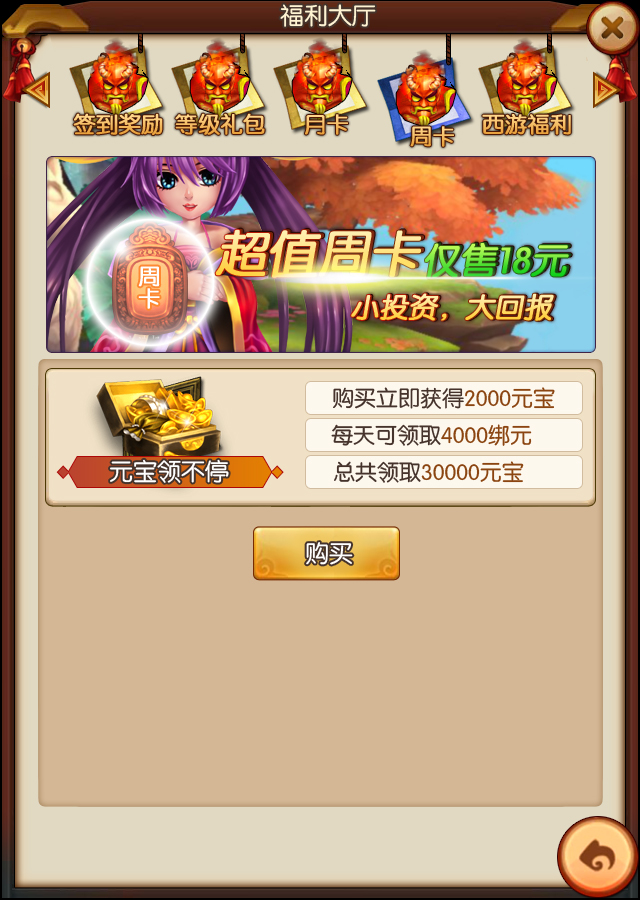 福利大厅
签到奖励 等级礼包 月卡 周卡 西游福利
周卡
超值周卡仅售18元
小投资，大回报
购买立即获得2000元宝
每天可领取4000绑元
元宝领不停
总共领取30000元宝
购买